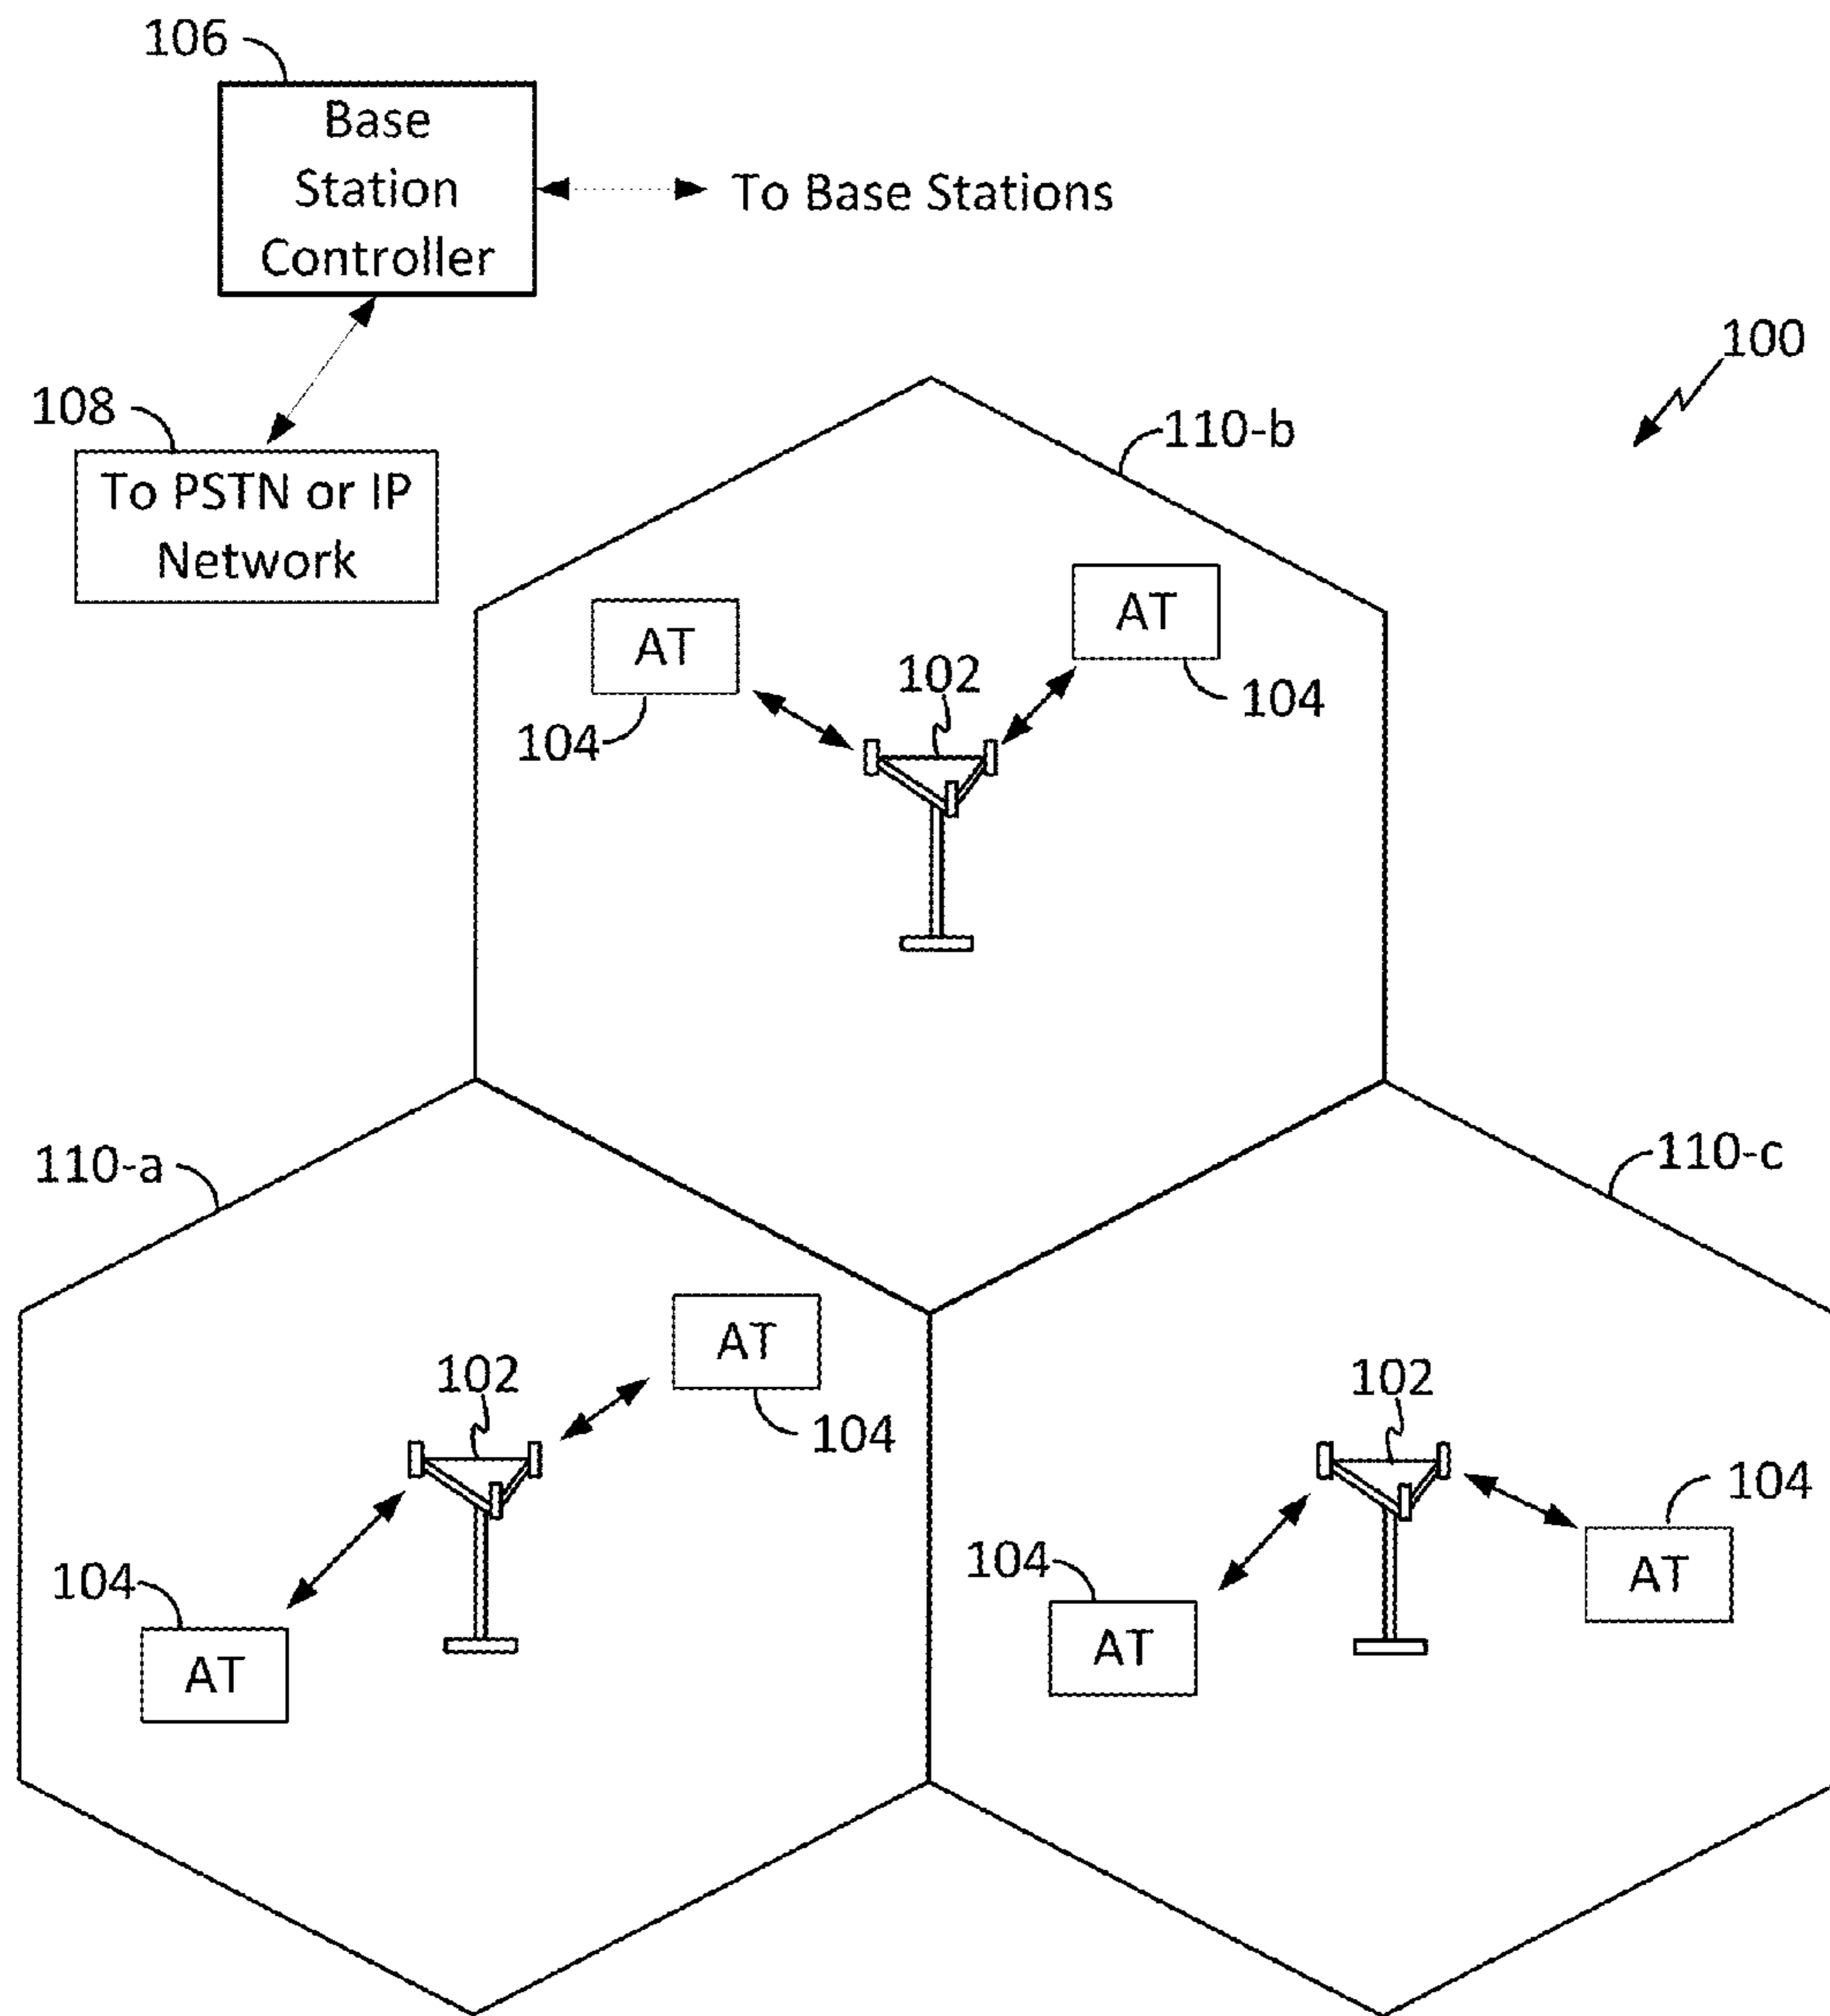 106
Base
Station
Controller
To Base Stations
100
108
To PSTN or IP
Network
110-b
AT
AT
102
104
104
110-a
110-c
AT
102
104
102
104
104
104
AT
AT
AT